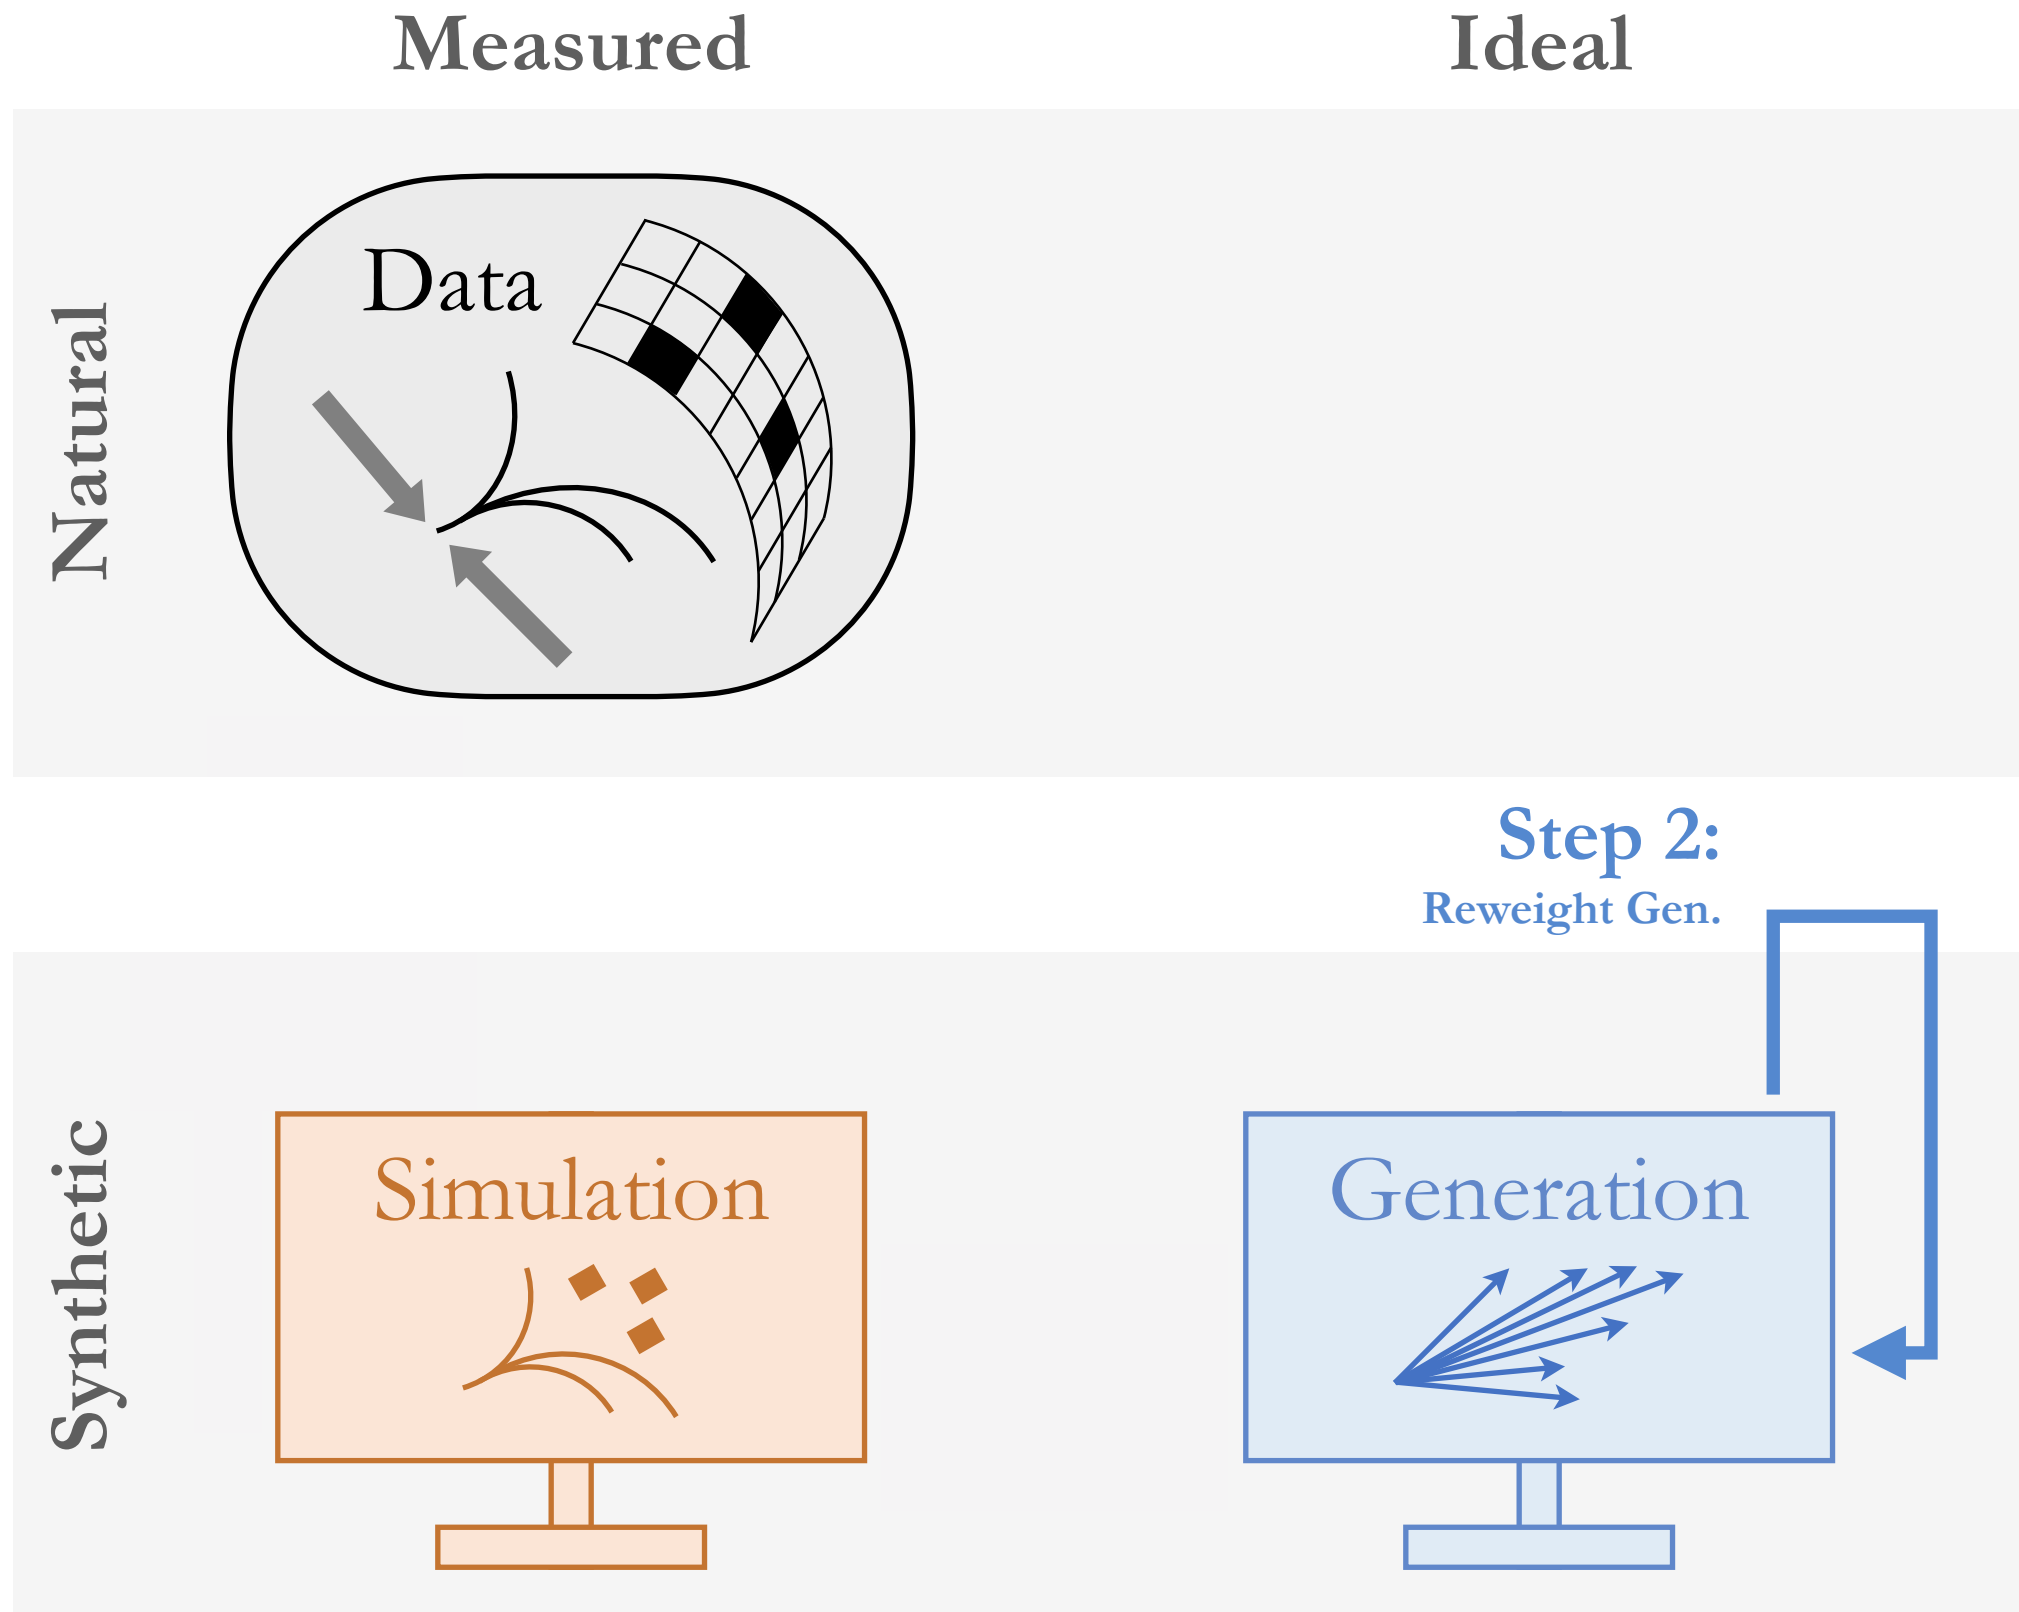 Measured
Ideal
Natural
Data
Step 2:
Reweight Gen.
Synthetic
Simulation
Generation